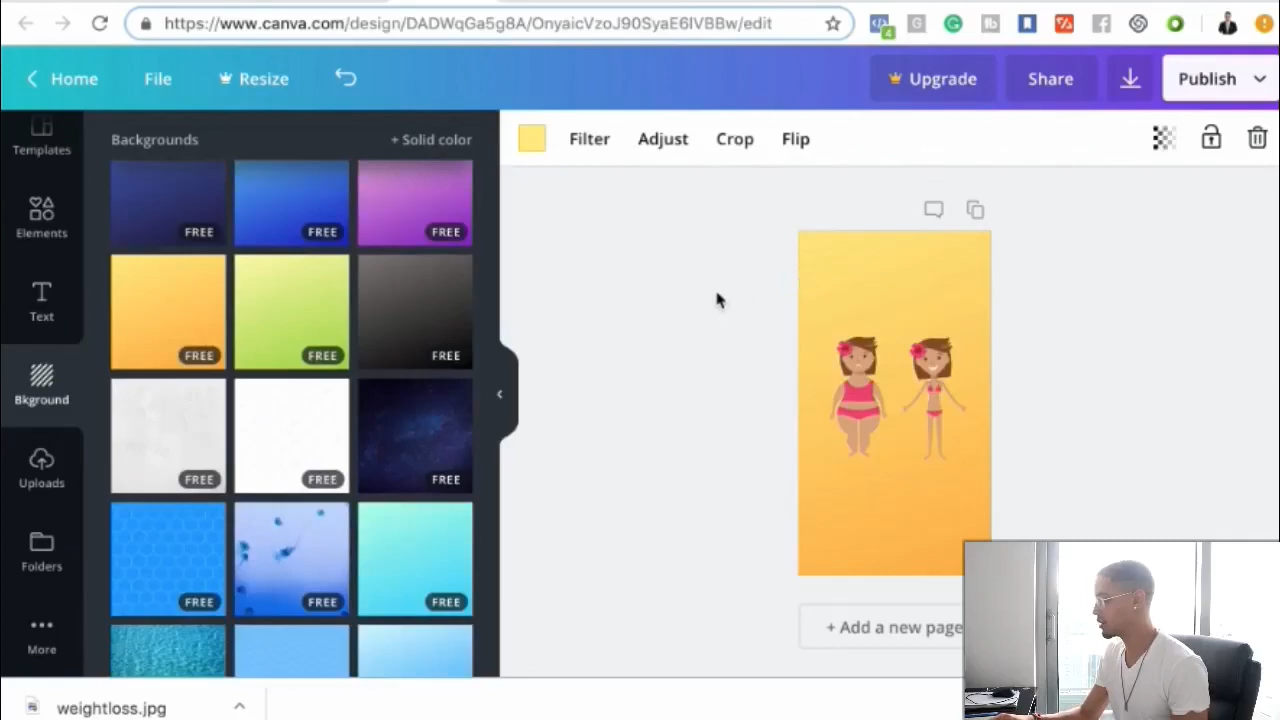 https://www.canva.com/design/DADWqGa5g8A/OnyaicVzoJ90SyaE6lVBBw/edit
4
Home
File
Resize
Upgrade
Share
Publish
Templates
Elements
Text
Bkground
Uploads
Folders
More
Backgrounds
+ Solid color
FREE
FREE
FREE
FREE
FREE
FREE
FREE
FREE
FREE
FREE
FREE
FREE
Filter
Adjust
Crop
Flip
+ Add a new page
weightloss.jpg